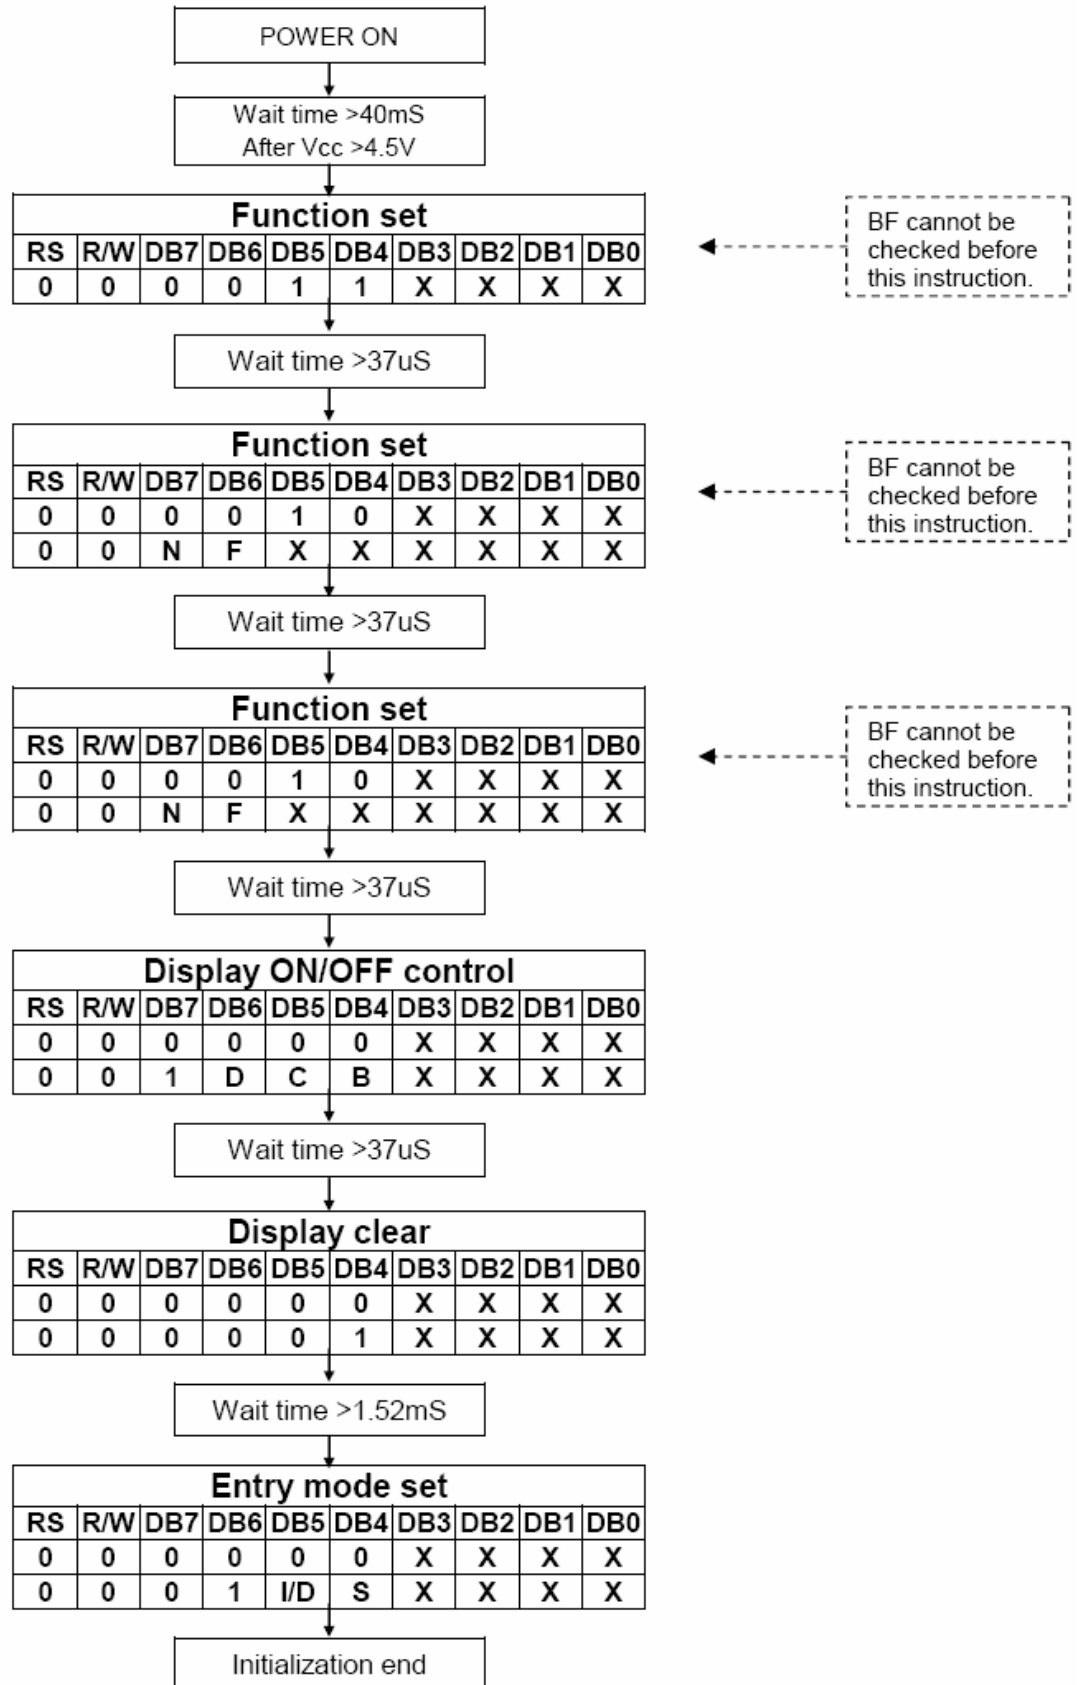 POWER ON
Wait time >40mS
After Vcc >4.5V
Function set
RS R/W DB7 DB6 DB5 DB4 DB3 DB2 DB1 DB0
0 0 0 0 1 1 X X X X
BF cannot be
checked before
this instruction.
Wait time >37uS
Function set
RS R/W DB7 DB6 DB5 DB4 DB3 DB2 DB1 DB0
0 0 0 0 1 0 X X X X
0 0 N F X X X X X X
BF cannot be
checked before
this instruction.
Wait time >37uS
Function set
RS R/W DB7 DB6 DB5 DB4 DB3 DB2 DB1 DB0
0 0 0 0 1 0 X X X X
0 0 N F X X X X X X
BF cannot be
checked before
this instruction.
Wait time >37uS
Display ON/OFF control
RS R/W DB7 DB6 DB5 DB4 DB3 DB2 DB1 DB0
0 0 0 0 0 0 X X X X
0 0 1 D C B X X X X
Wait time >37uS
Display clear
RS R/W DB7 DB6 DB5 DB4 DB3 DB2 DB1 DB0
0 0 0 0 0 0 X X X X
0 0 0 0 0 1 X X X X
Wait time >1.52mS
Entry mode set
RS R/W DB7 DB6 DB5 DB4 DB3 DB2 DB1 DB0
0 0 0 0 0 0 X X X X
0 0 0 1 I/D S X X X X
Initialization end